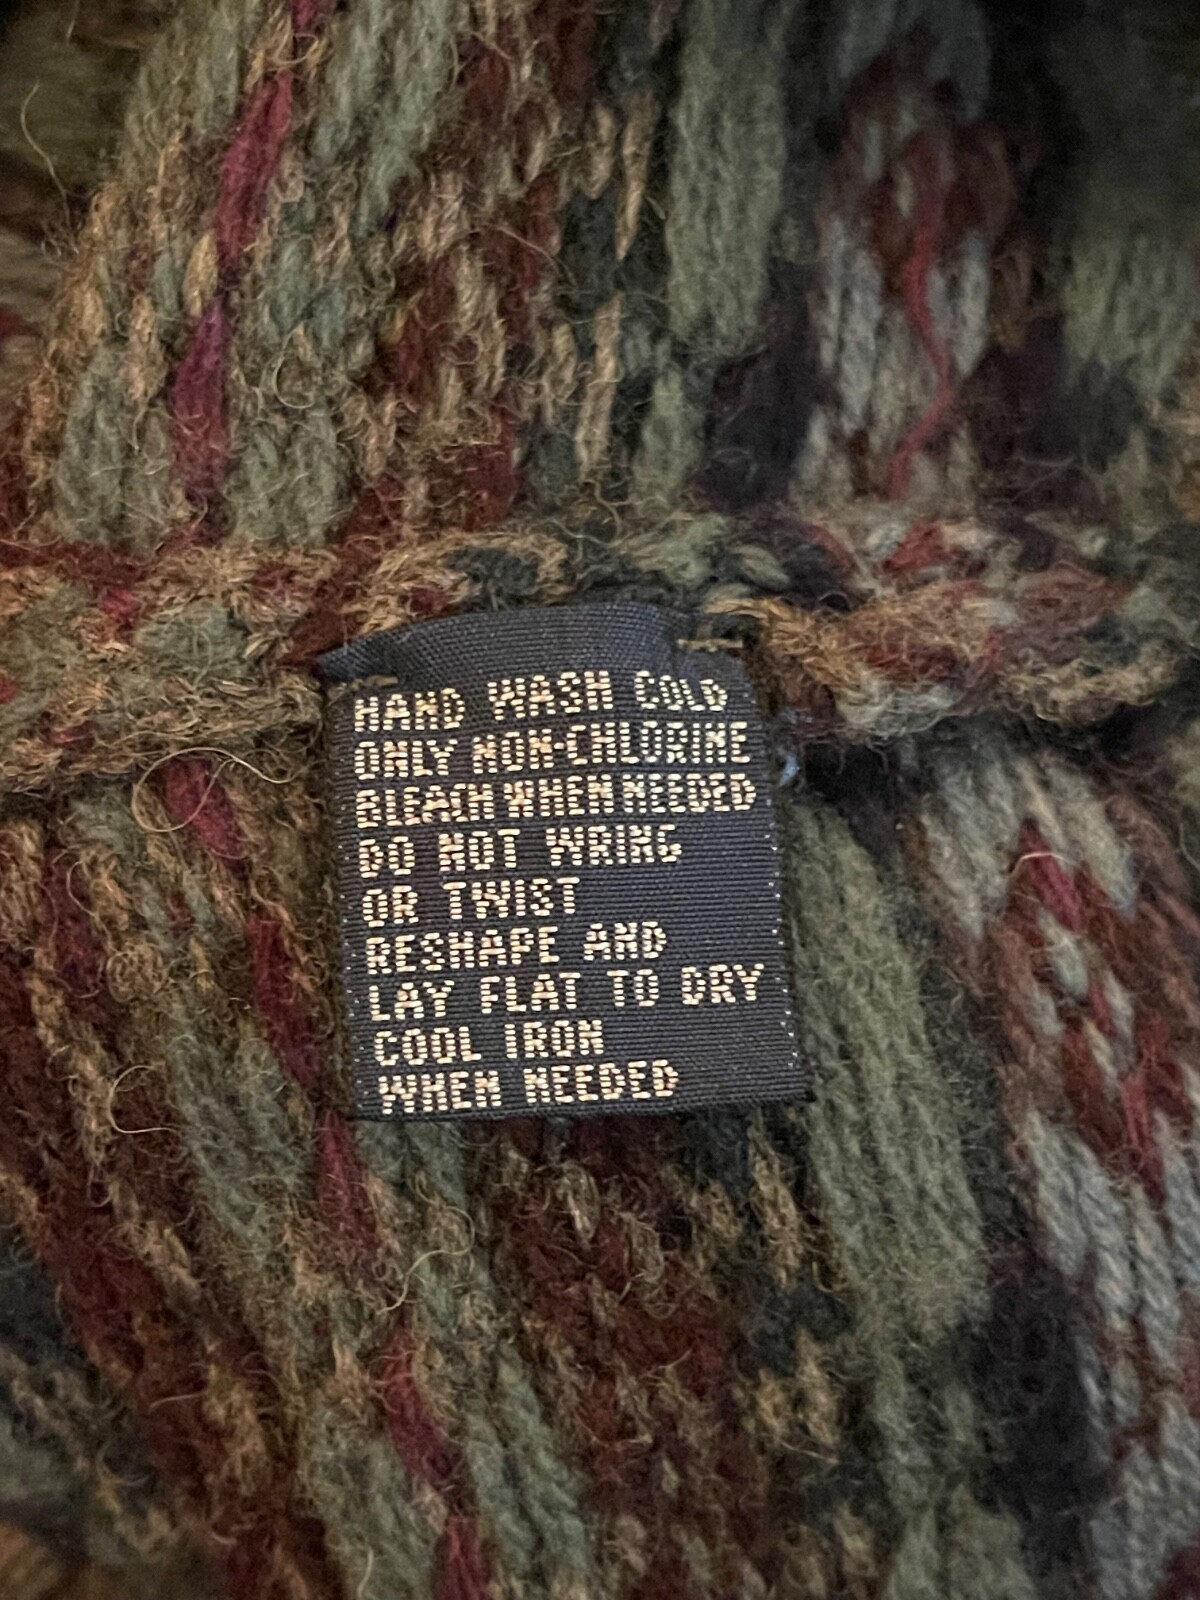 HAND WASH COLD
ONLY NON-CHLORINE
BLEACH WHEN NEEDED
DO NOT WRING
OR TWIST
RESHAPE AND
LAY FLAT TO DRY
COOL IRON
WHEN NEEDED